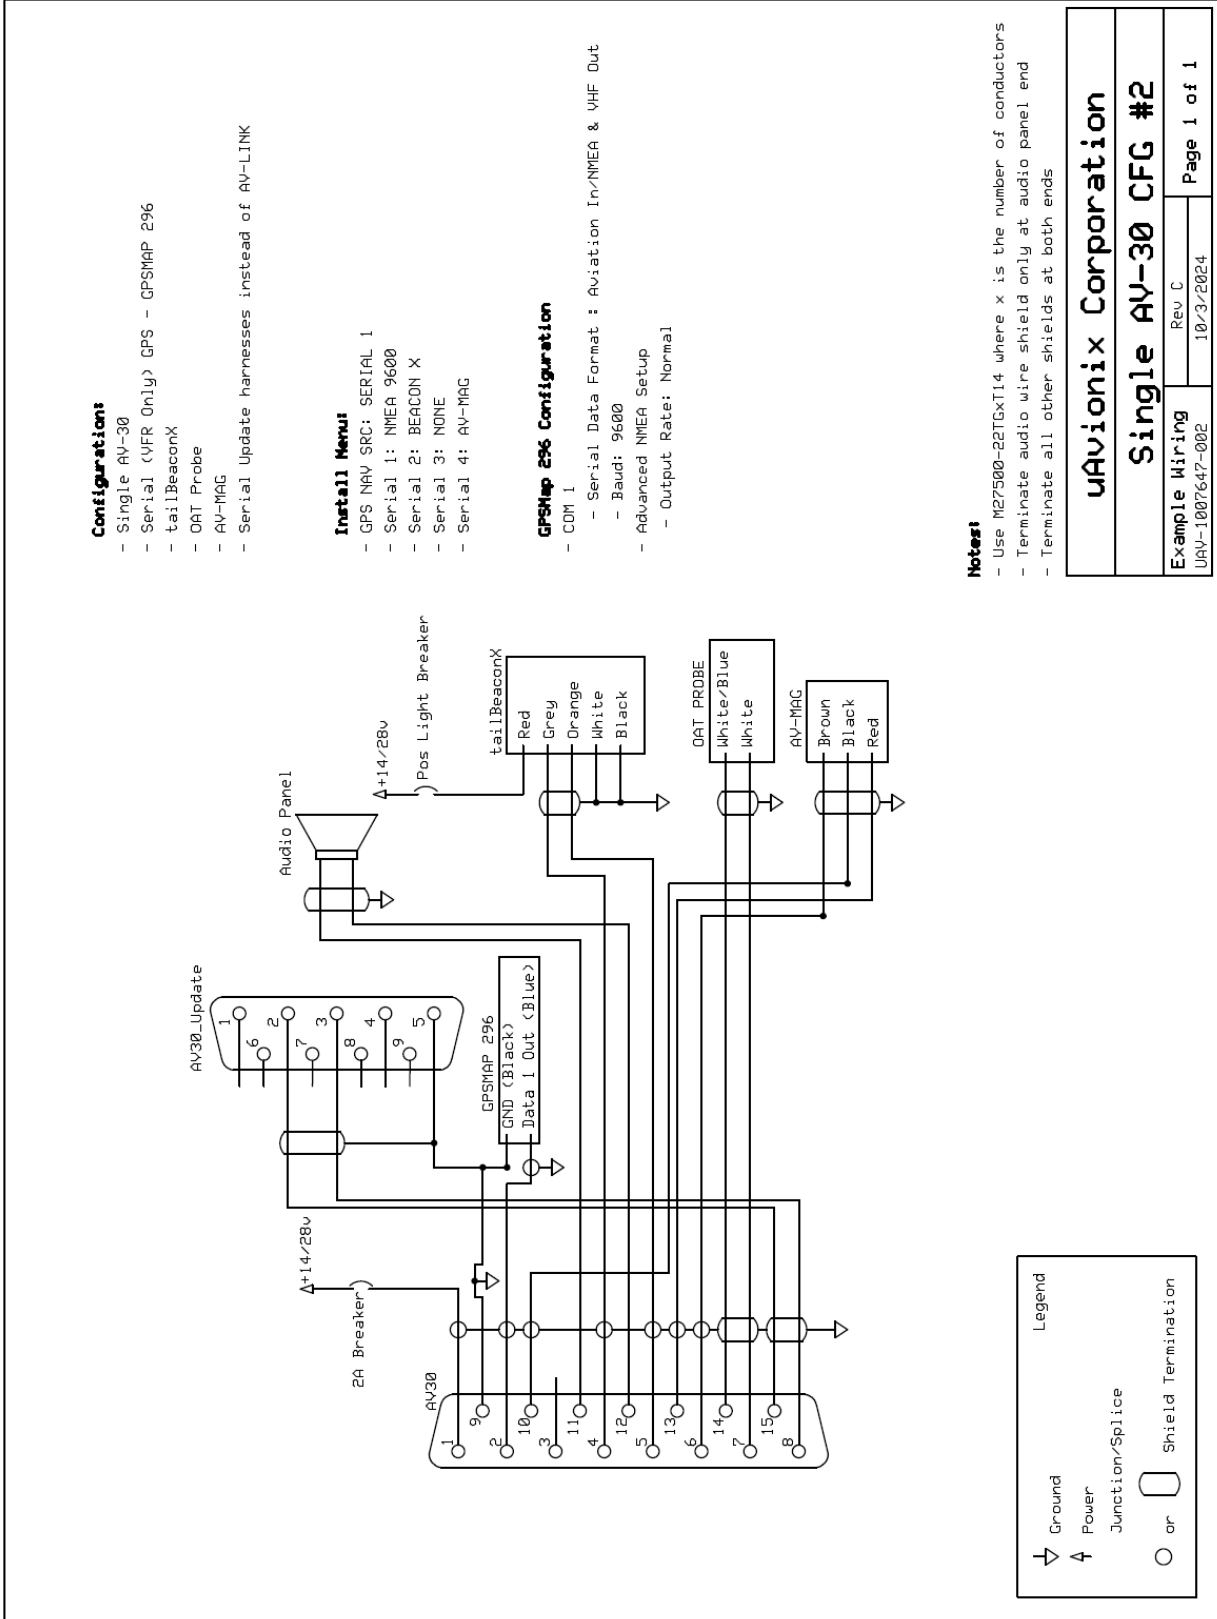 AV30
1
2
3
4
5
6
7
8
9
10
11
12
13
14
15
2A Breaker
+14/28v
AV30_Update
1
2
3
4
5
6
7
8
9
GPSMAP 296
GND (Black)
Data 1 Out (Blue)
Audio Panel
+14/28v
Pos Light Breaker
tailBeaconX
Red
Grey
Orange
White
Black
OAT PROBE
White/Blue
White
AV-MAG
Brown
Black
Red
Configuration:
- Single AV-30
- Serial (VFR Only) GPS - GPSMAP 296
- tailBeaconX
- OAT Probe
- AV-MAG
- Serial Update harnesses instead of AV-LINK
Install Menu:
- GPS NAV SRC: SERIAL 1
- Serial 1: NMEA 9600
- Serial 2: BEACON X
- Serial 3: NONE
- Serial 4: AV-MAG
GPSMap 296 Configuration
- COM 1
- Serial Data Format : Aviation In/NMEA & VHF Out
- Baud: 9600
- Advanced NMEA Setup
- Output Rate: Normal
Legend
Ground
Power
Junction/Splice
or Shield Termination
Notes:
- Use M27500-22TGxT14 where x is the number of conductors
- Terminate audio wire shield only at audio panel end
- Terminate all other shields at both ends
uAvionix Corporation
Single AV-30 CFG #2
Example Wiring
UAV-1007647-002
Rev C
10/3/2024
Page 1 of 1